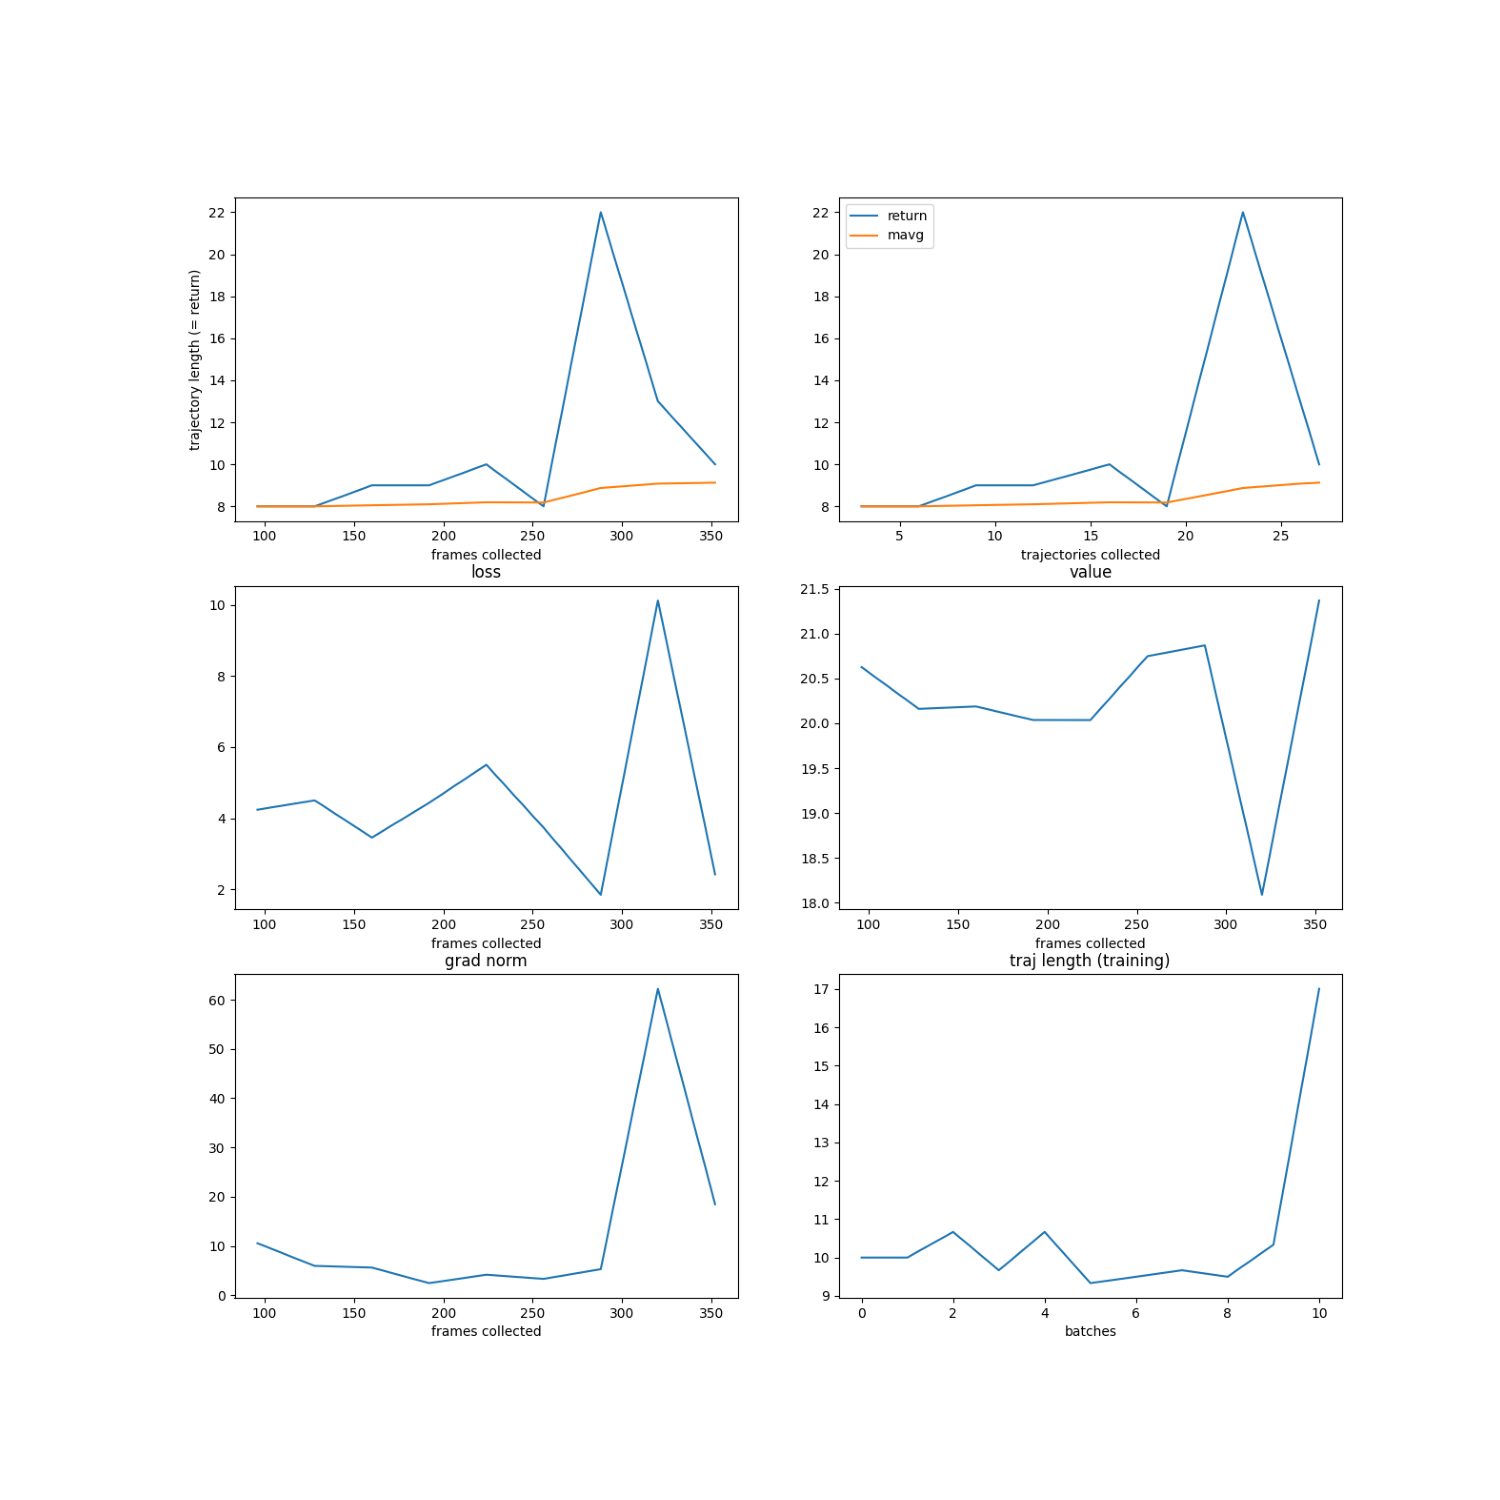 trajectory length (= return)
22
20
18
16
14
12
10
8
100 150 200 250 300 350
frames collected
return
mavg
22
20
18
16
14
12
10
8
5 10 15 20 25
trajectories collected
loss
10
8
6
4
2
100 150 200 250 300 350
frames collected
value
21.5
21.0
20.5
20.0
19.5
19.0
18.5
18.0
100 150 200 250 300 350
frames collected
grad norm
60
50
40
30
20
10
0
100 150 200 250 300 350
frames collected
traj length (training)
17
16
15
14
13
12
11
10
9
0 2 4 6 8 10
batches